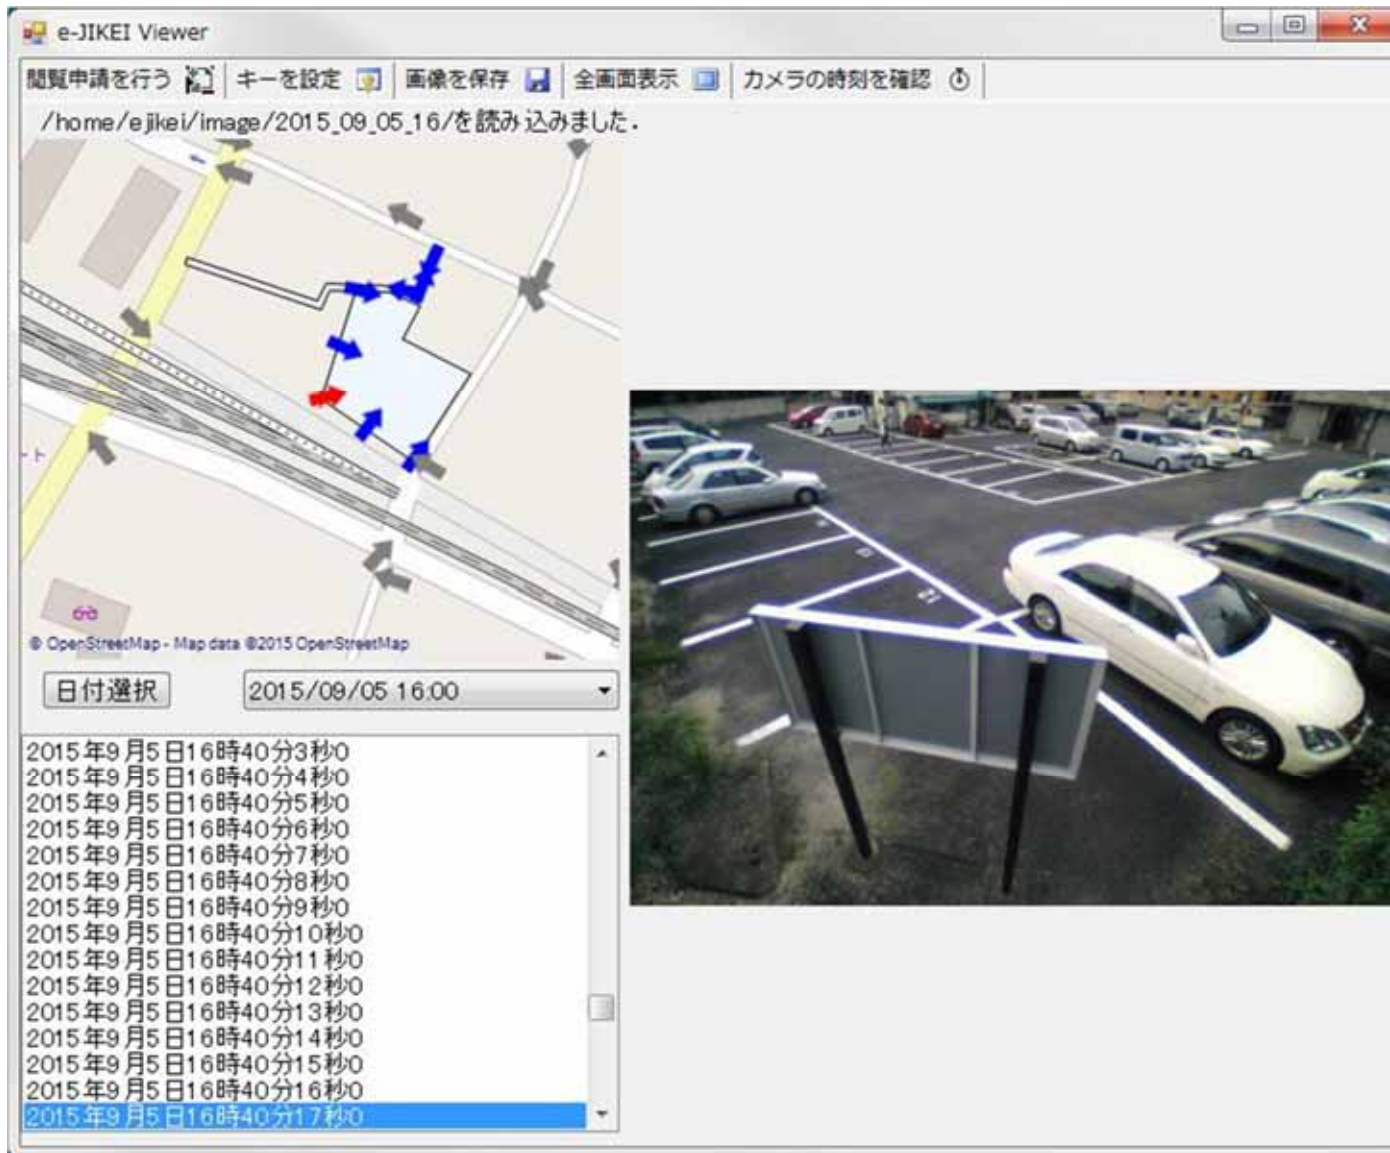 e-JIKEI Viewer
閲覧申請を行う キーを設定 画像を保存 全画面表示 カメラの時刻を確認
/home/ejikei/image/2015_09_05_16/を読み込みました.
ート
© OpenStreetMap - Map data ©2015 OpenStreetMap
日付選択 2015/09/05 16:00
2015年9月5日16時40分3秒0
2015年9月5日16時40分4秒0
2015年9月5日16時40分5秒0
2015年9月5日16時40分6秒0
2015年9月5日16時40分7秒0
2015年9月5日16時40分8秒0
2015年9月5日16時40分9秒0
2015年9月5日16時40分10秒0
2015年9月5日16時40分11秒0
2015年9月5日16時40分12秒0
2015年9月5日16時40分13秒0
2015年9月5日16時40分14秒0
2015年9月5日16時40分15秒0
2015年9月5日16時40分16秒0
2015年9月5日16時40分17秒0